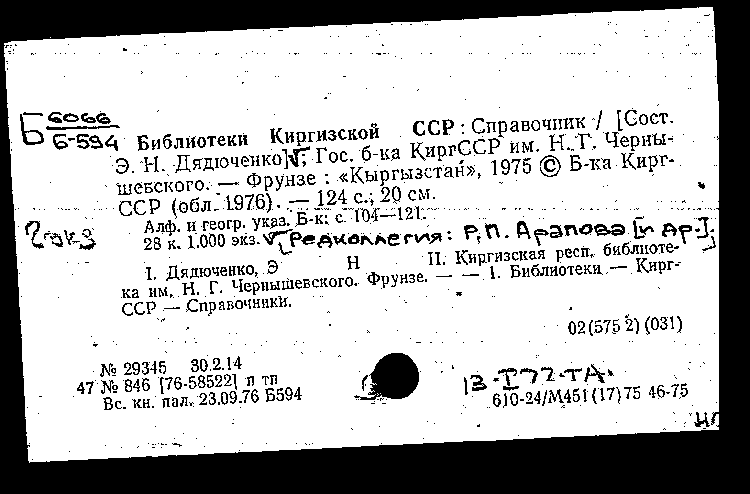 Б 6066
Б-594
Библиотеки Киргизской ССР : Справочник / [Сост.
Э. Н. Дядюченко]; Гос. б-ка КиргССР им. Н. Г. Черны-
шевского. — Фрунзе : «Кыргызстан», 1975 © Б-ка Кирг-
ССР (обл. 1976). — 124 с.; 20 см.
Алф. и геогр. указ. Б-к: с. 104—121.
2 экз
28 к. 1.000 экз. Редколлегия: Р.П. Арапова [и др.].
I. Дядюченко, Э Н II. Киргизская респ. библиоте-
ка им. Н. Г. Чернышевского. Фрунзе. — — 1. Библиотеки — Кирг-
ССР — Справочники.
02(575 2) (031)
№ 29345 30.2.14
47 № 846 [76-58522] п тп
Вс. кн. пал. 23.09.76 Б594
13-I77-ТА.
610-24/М451(17)75 46-75